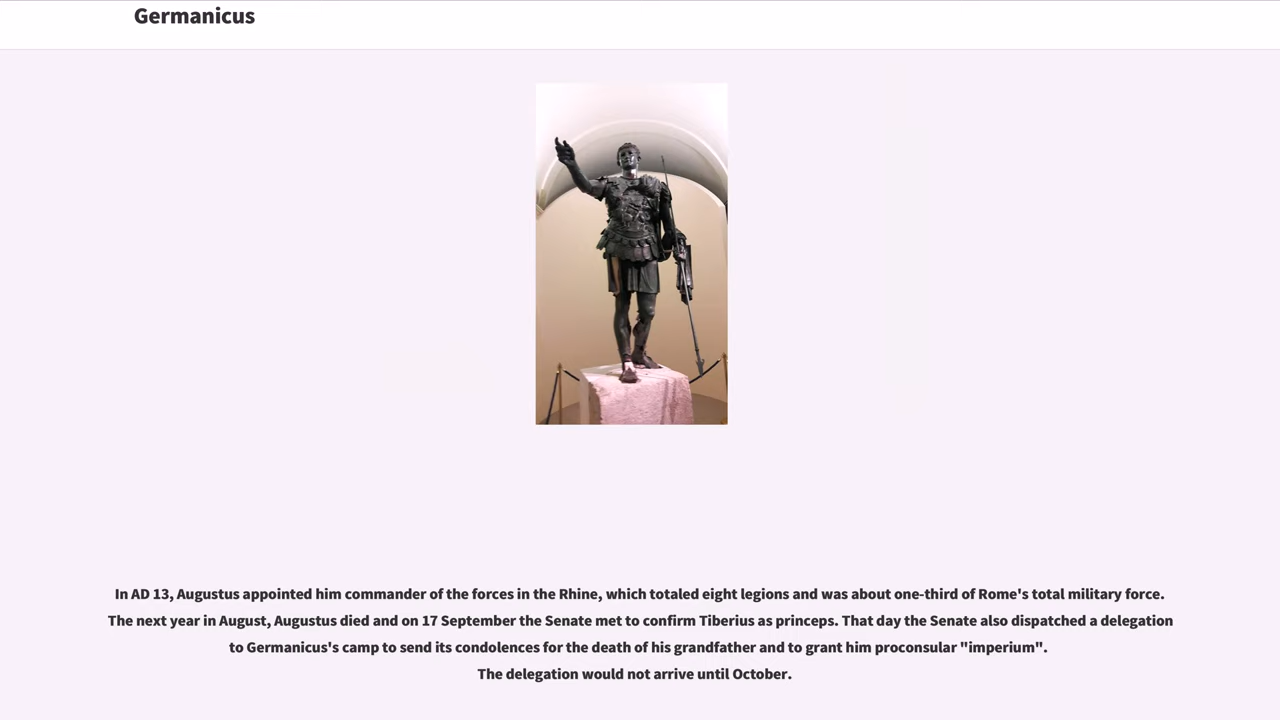 Germanicus
In AD 13, Augustus appointed him commander of the forces in the Rhine, which totaled eight legions and was about one-third of Rome's total military force.
The next year in August, Augustus died and on 17 September the Senate met to confirm Tiberius as princeps. That day the Senate also dispatched a delegation
to Germanicus's camp to send its condolences for the death of his grandfather and to grant him proconsular "imperium".
The delegation would not arrive until October.